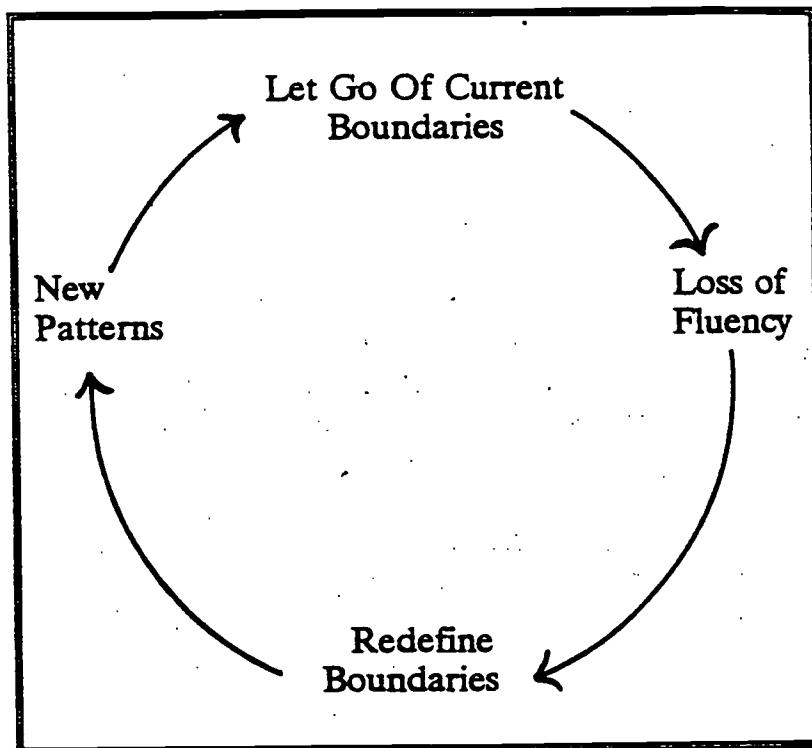 Let Go Of Current
Boundaries
Loss of
Fluency
Redefine
Boundaries
New
Patterns